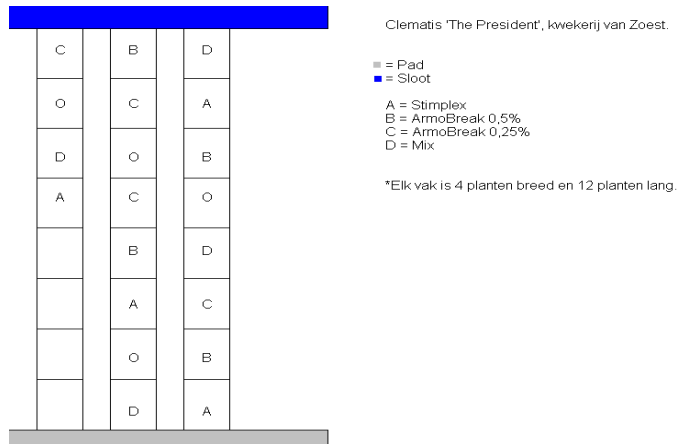 C B D
O C A
D O B
A C O
B D
A C
O B
D A
Clematis 'The President', kwekerij van Zoest.
= Pad
= Sloot
A = Stimplex
B = ArmoBreak 0,5%
C = ArmoBreak 0,25%
D = Mix
*Elk vak is 4 planten breed en 12 planten lang.